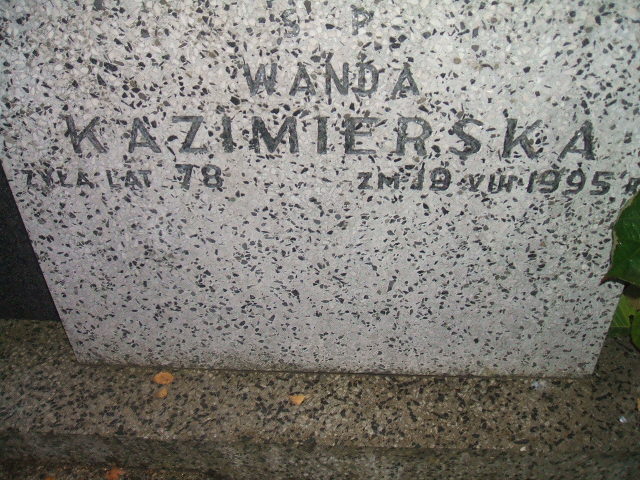 Ś P
WANDA
KAZIMIERSKA
ŻYŁA LAT 78 ZM 19 VIII 1995 R